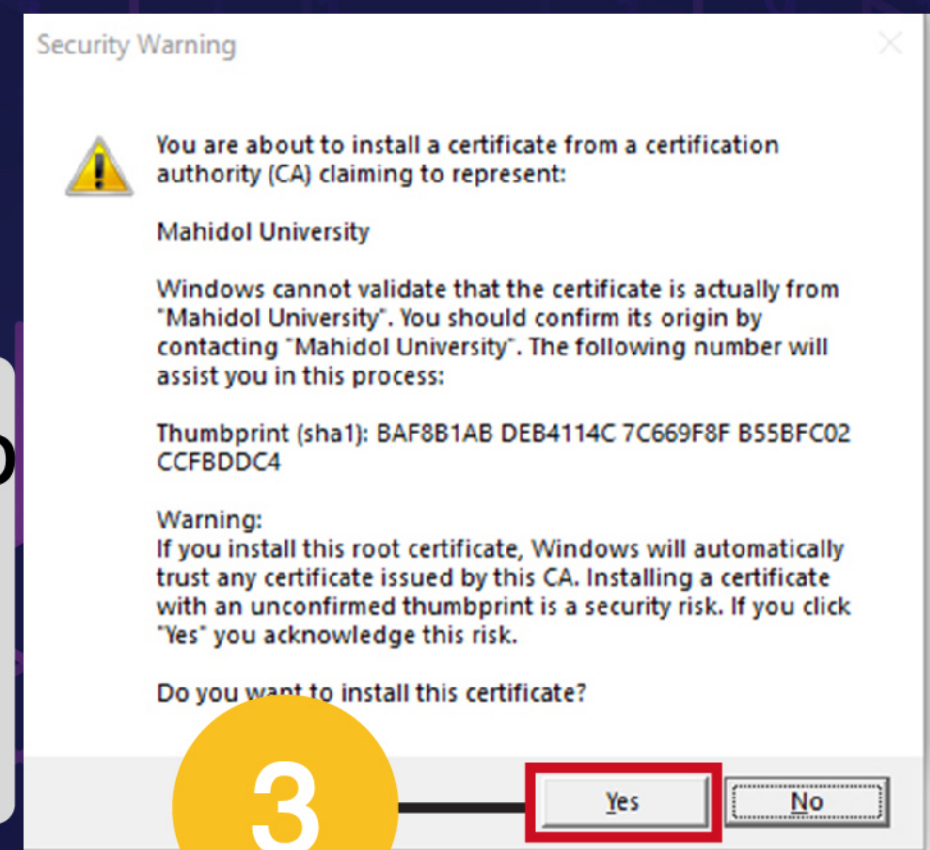 Security Warning
You are about to install a certificate from a certification
authority (CA) claiming to represent:
Mahidol University
Windows cannot validate that the certificate is actually from
"Mahidol University". You should confirm its origin by
contacting "Mahidol University". The following number will
assist you in this process:
Thumbprint (sha1): BAF8B1AB DEB4114C 7C669F8F B55BFC02
CCFBDDC4
Warning:
If you install this root certificate, Windows will automatically
trust any certificate issued by this CA. Installing a certificate
with an unconfirmed thumbprint is a security risk. If you click
"Yes" you acknowledge this risk.
Do you want to install this certificate?
3
Yes
No